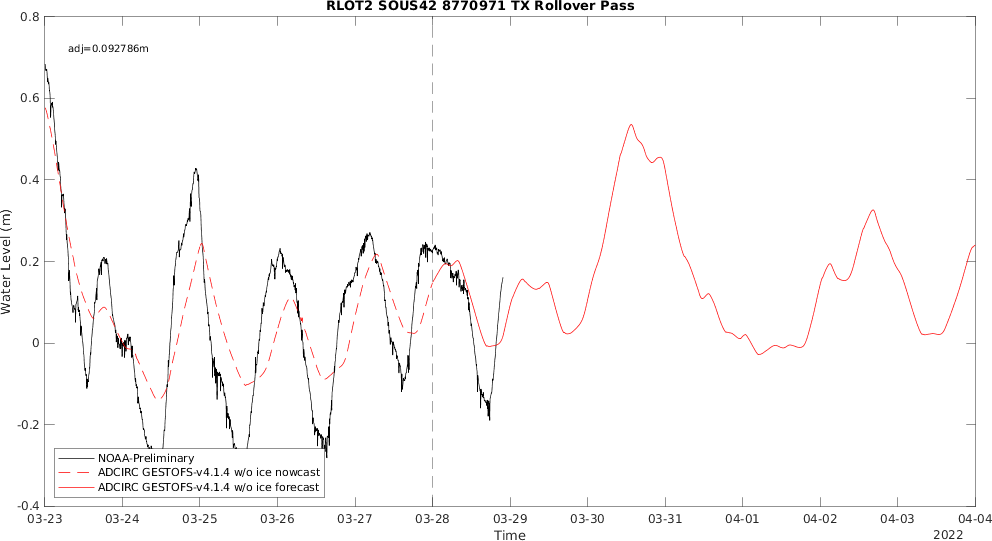 RLOT2 SOUS42 8770971 TX Rollover Pass
adj=0.092786m
Water Level (m)
0.8
0.6
0.4
0.2
0
-0.2
-0.4
NOAA-Preliminary
ADCIRC GESTOFS-v4.1.4 w/o ice nowcast
ADCIRC GESTOFS-v4.1.4 w/o ice forecast
03-23 03-24 03-25 03-26 03-27 03-28 03-29 03-30 03-31 04-01 04-02 04-03 04-04
Time
2022